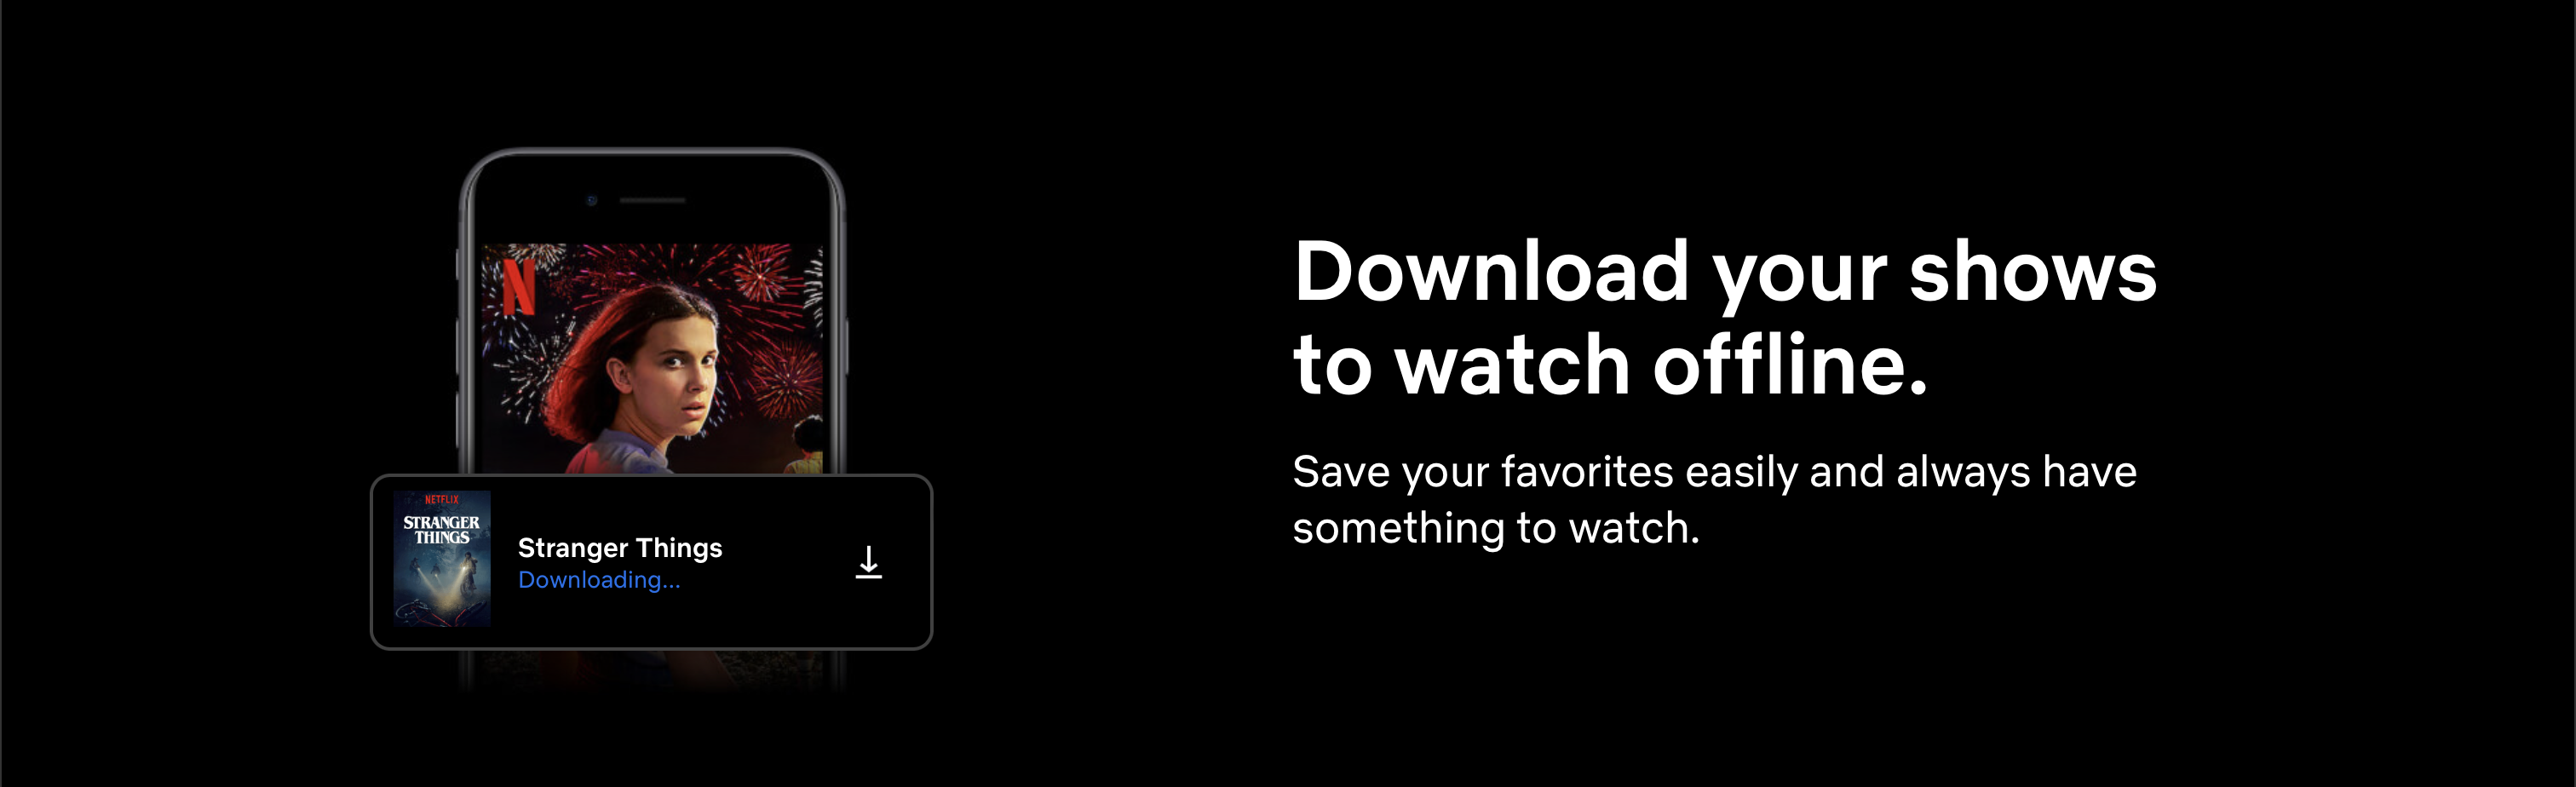 N
NETFLIX
STRANGER
THINGS
Stranger Things
Downloading...
Download your shows
to watch offline.
Save your favorites easily and always have
something to watch.